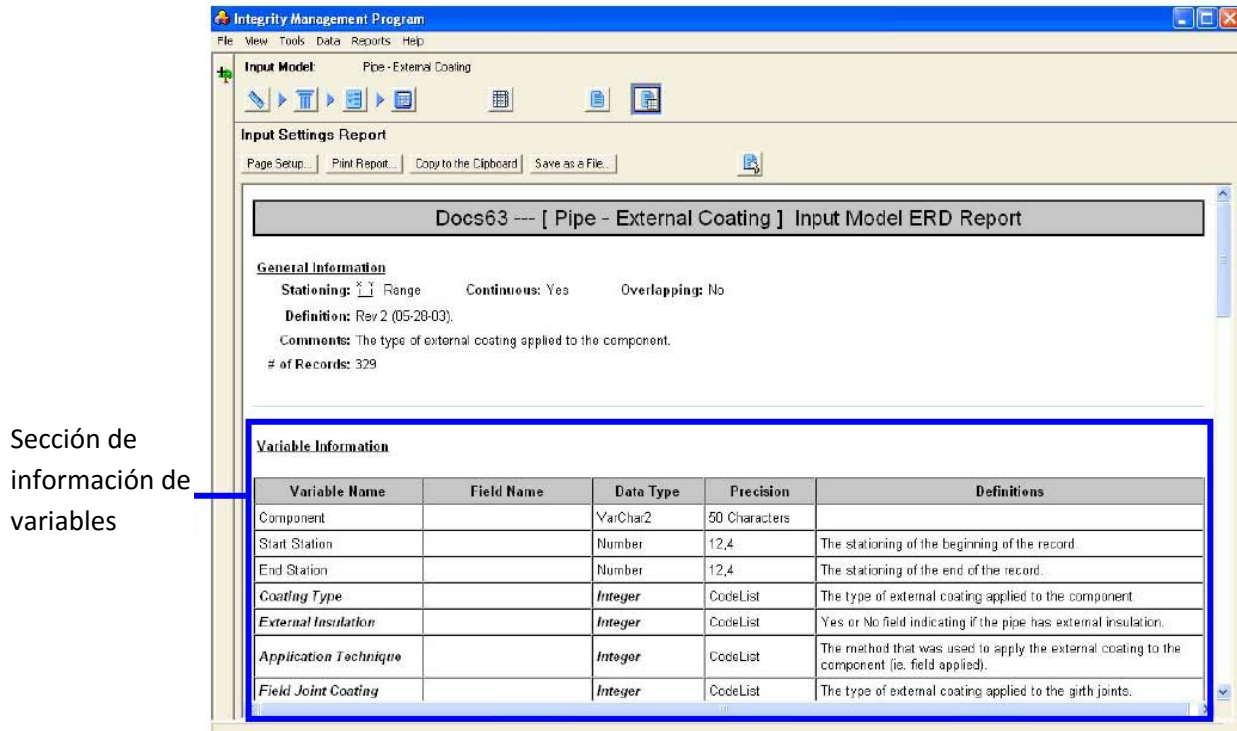 Integrity Management Program
File View Tools Data Reports Help
Input Model: Pipe - External Coating
Input Settings Report
Page Setup... Print Report... Copy to the Clipboard Save as a File...
Docs63 --- [ Pipe - External Coating ] Input Model ERD Report
General Information
Stationing: X Y Range Continuous: Yes Overlapping: No
Definition: Rev 2 (05-28-03).
Comments: The type of external coating applied to the component.
# of Records: 329
Sección de
información de
variables
Variable Information
Variable Name Field Name Data Type Precision Definitions
Component VarChar2 50 Characters
Start Station Number 12,4 The stationing of the beginning of the record.
End Station Number 12,4 The stationing of the end of the record.
Coating Type Integer CodeList The type of external coating applied to the component.
External Insulation Integer CodeList Yes or No field indicating if the pipe has external insulation.
Application Technique Integer CodeList The method that was used to apply the external coating to the
component (ie. field applied).
Field Joint Coating Integer CodeList The type of external coating applied to the girth joints.